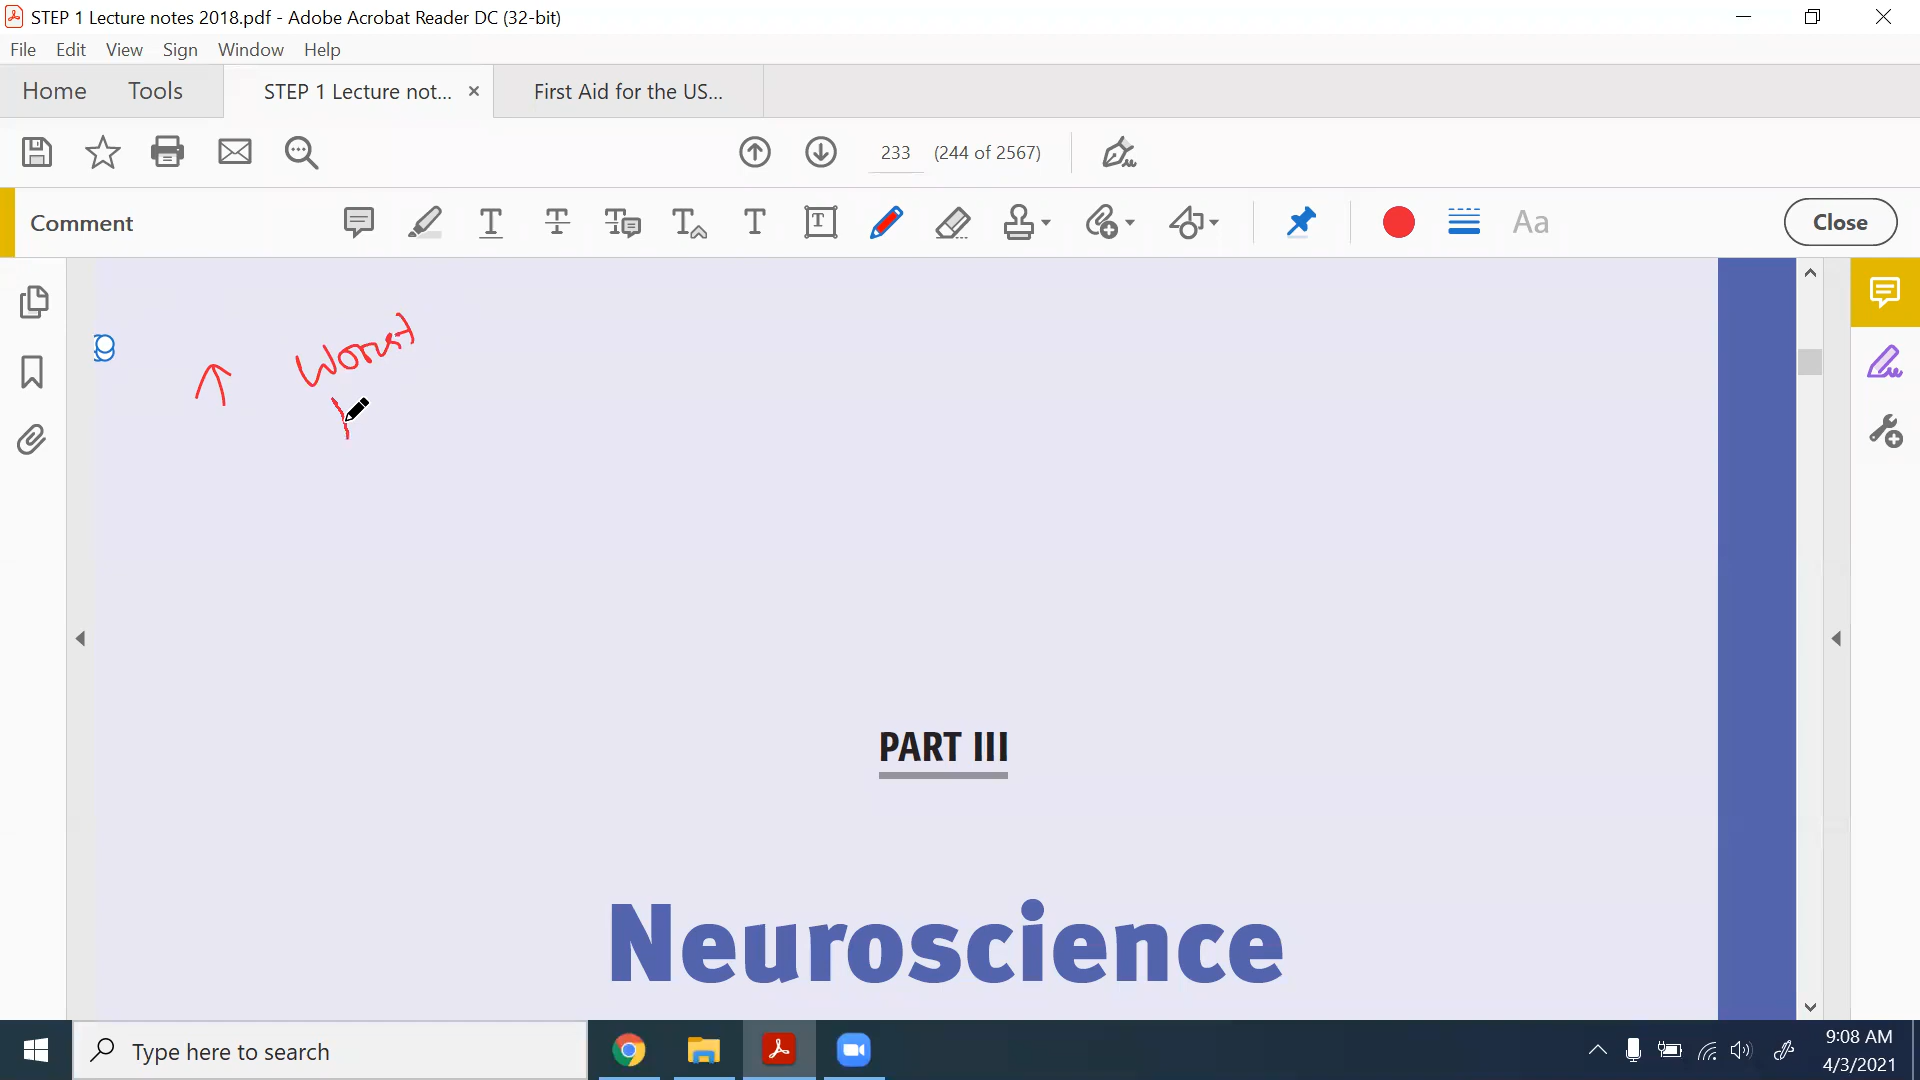 STEP 1 Lecture notes 2018.pdf - Adobe Acrobat Reader DC (32-bit)
File Edit View Sign Window Help
Home Tools STEP 1 Lecture not... × First Aid for the US...
233 (244 of 2567)
Comment Aa Close
Worst
PART III
Neuroscience
Type here to search
9:08 AM
4/3/2021